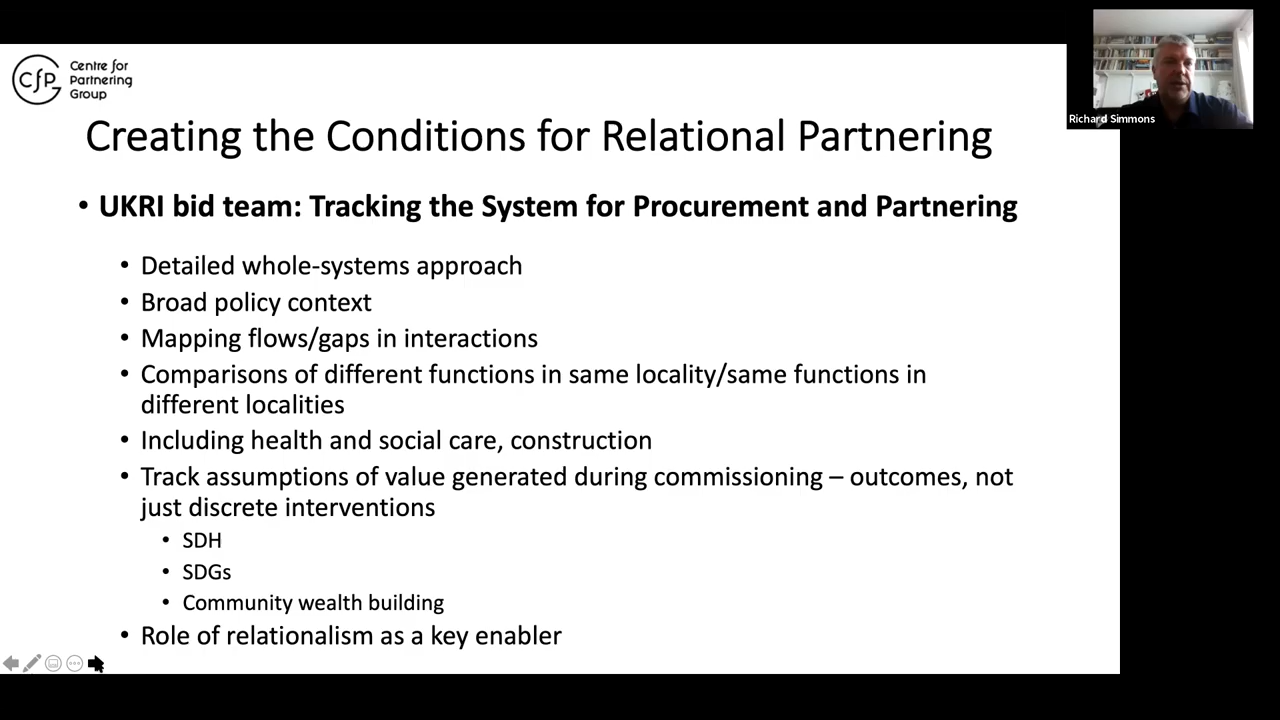 CfP
Centre for
Partnering
Group
Richard Simmons
Creating the Conditions for Relational Partnering
• UKRI bid team: Tracking the System for Procurement and Partnering
• Detailed whole-systems approach
• Broad policy context
• Mapping flows/gaps in interactions
• Comparisons of different functions in same locality/same functions in
different localities
• Including health and social care, construction
• Track assumptions of value generated during commissioning – outcomes, not
just discrete interventions
• SDH
• SDGs
• Community wealth building
• Role of relationalism as a key enabler